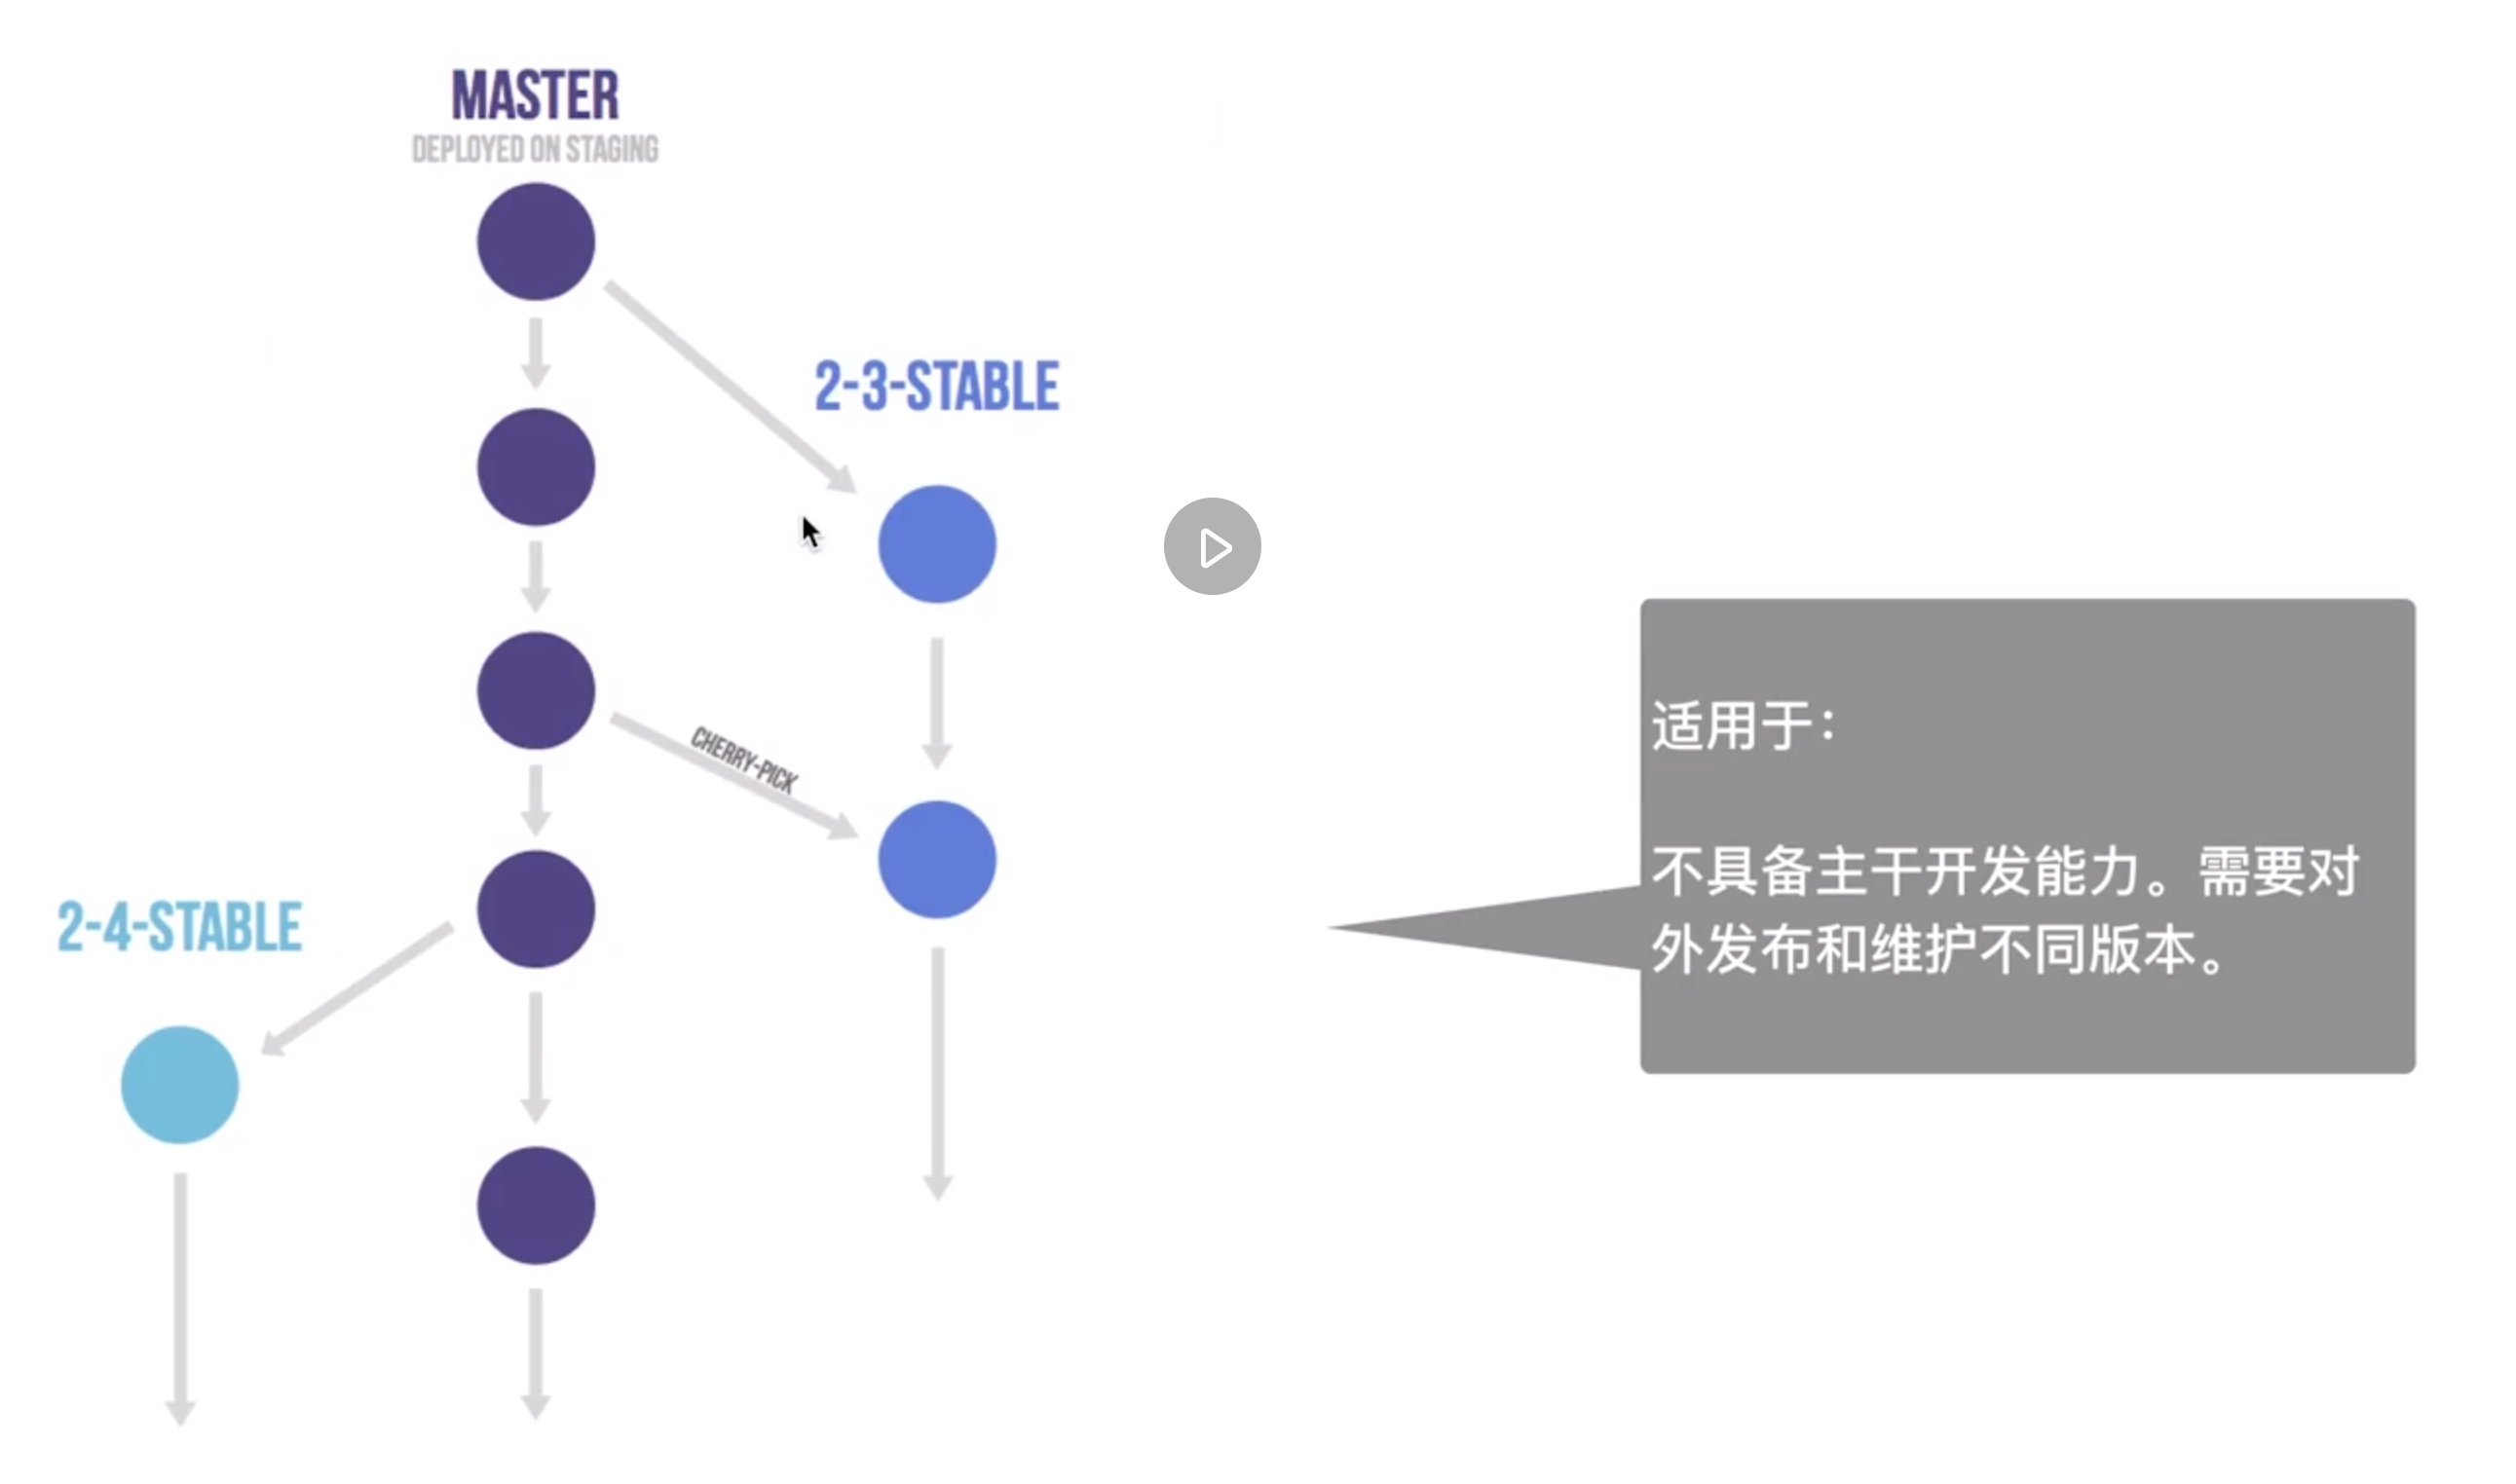 MASTER
DEPLOYED ON STAGING
2-3-STABLE
CHERRY-PICK
2-4-STABLE
适用于：
不具备主干开发能力。需要对
外发布和维护不同版本。